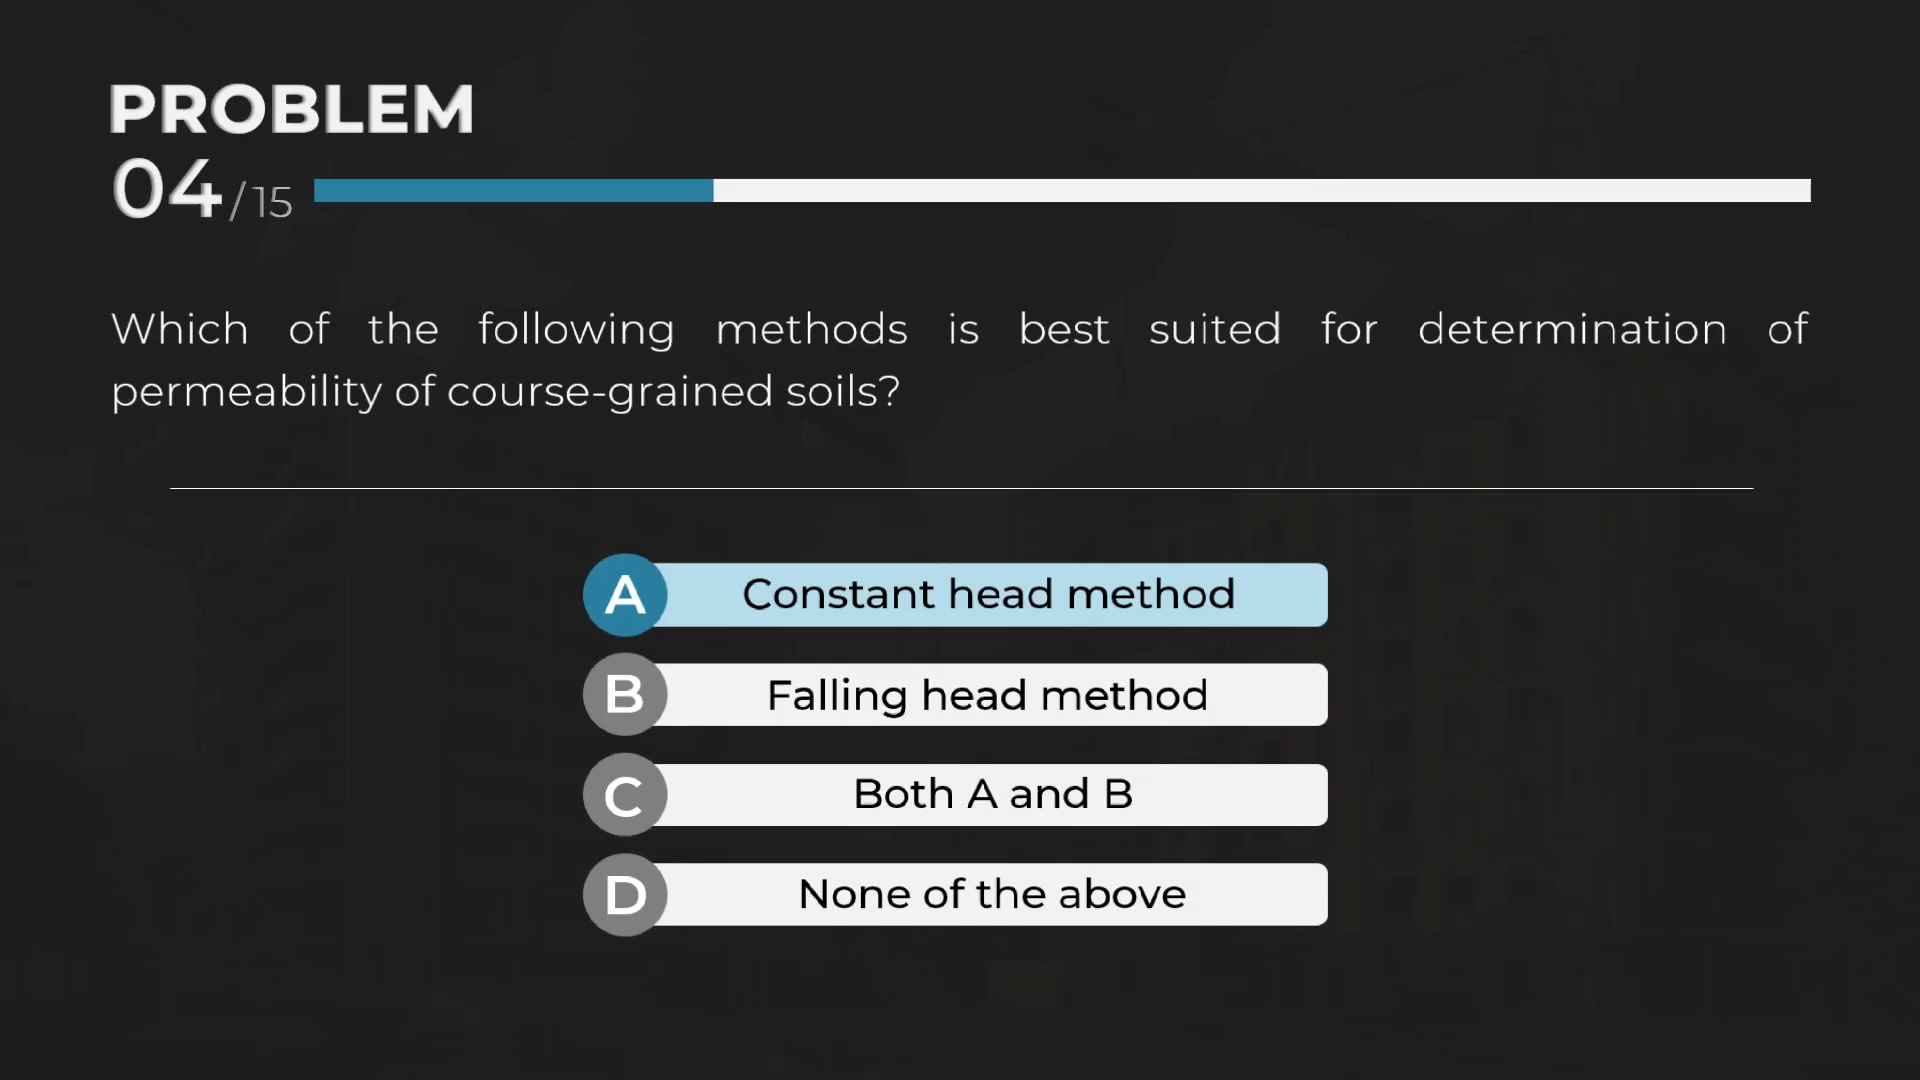 PROBLEM
04/15
Which of the following methods is best suited for determination of
permeability of course-grained soils?
A Constant head method
B Falling head method
C Both A and B
D None of the above